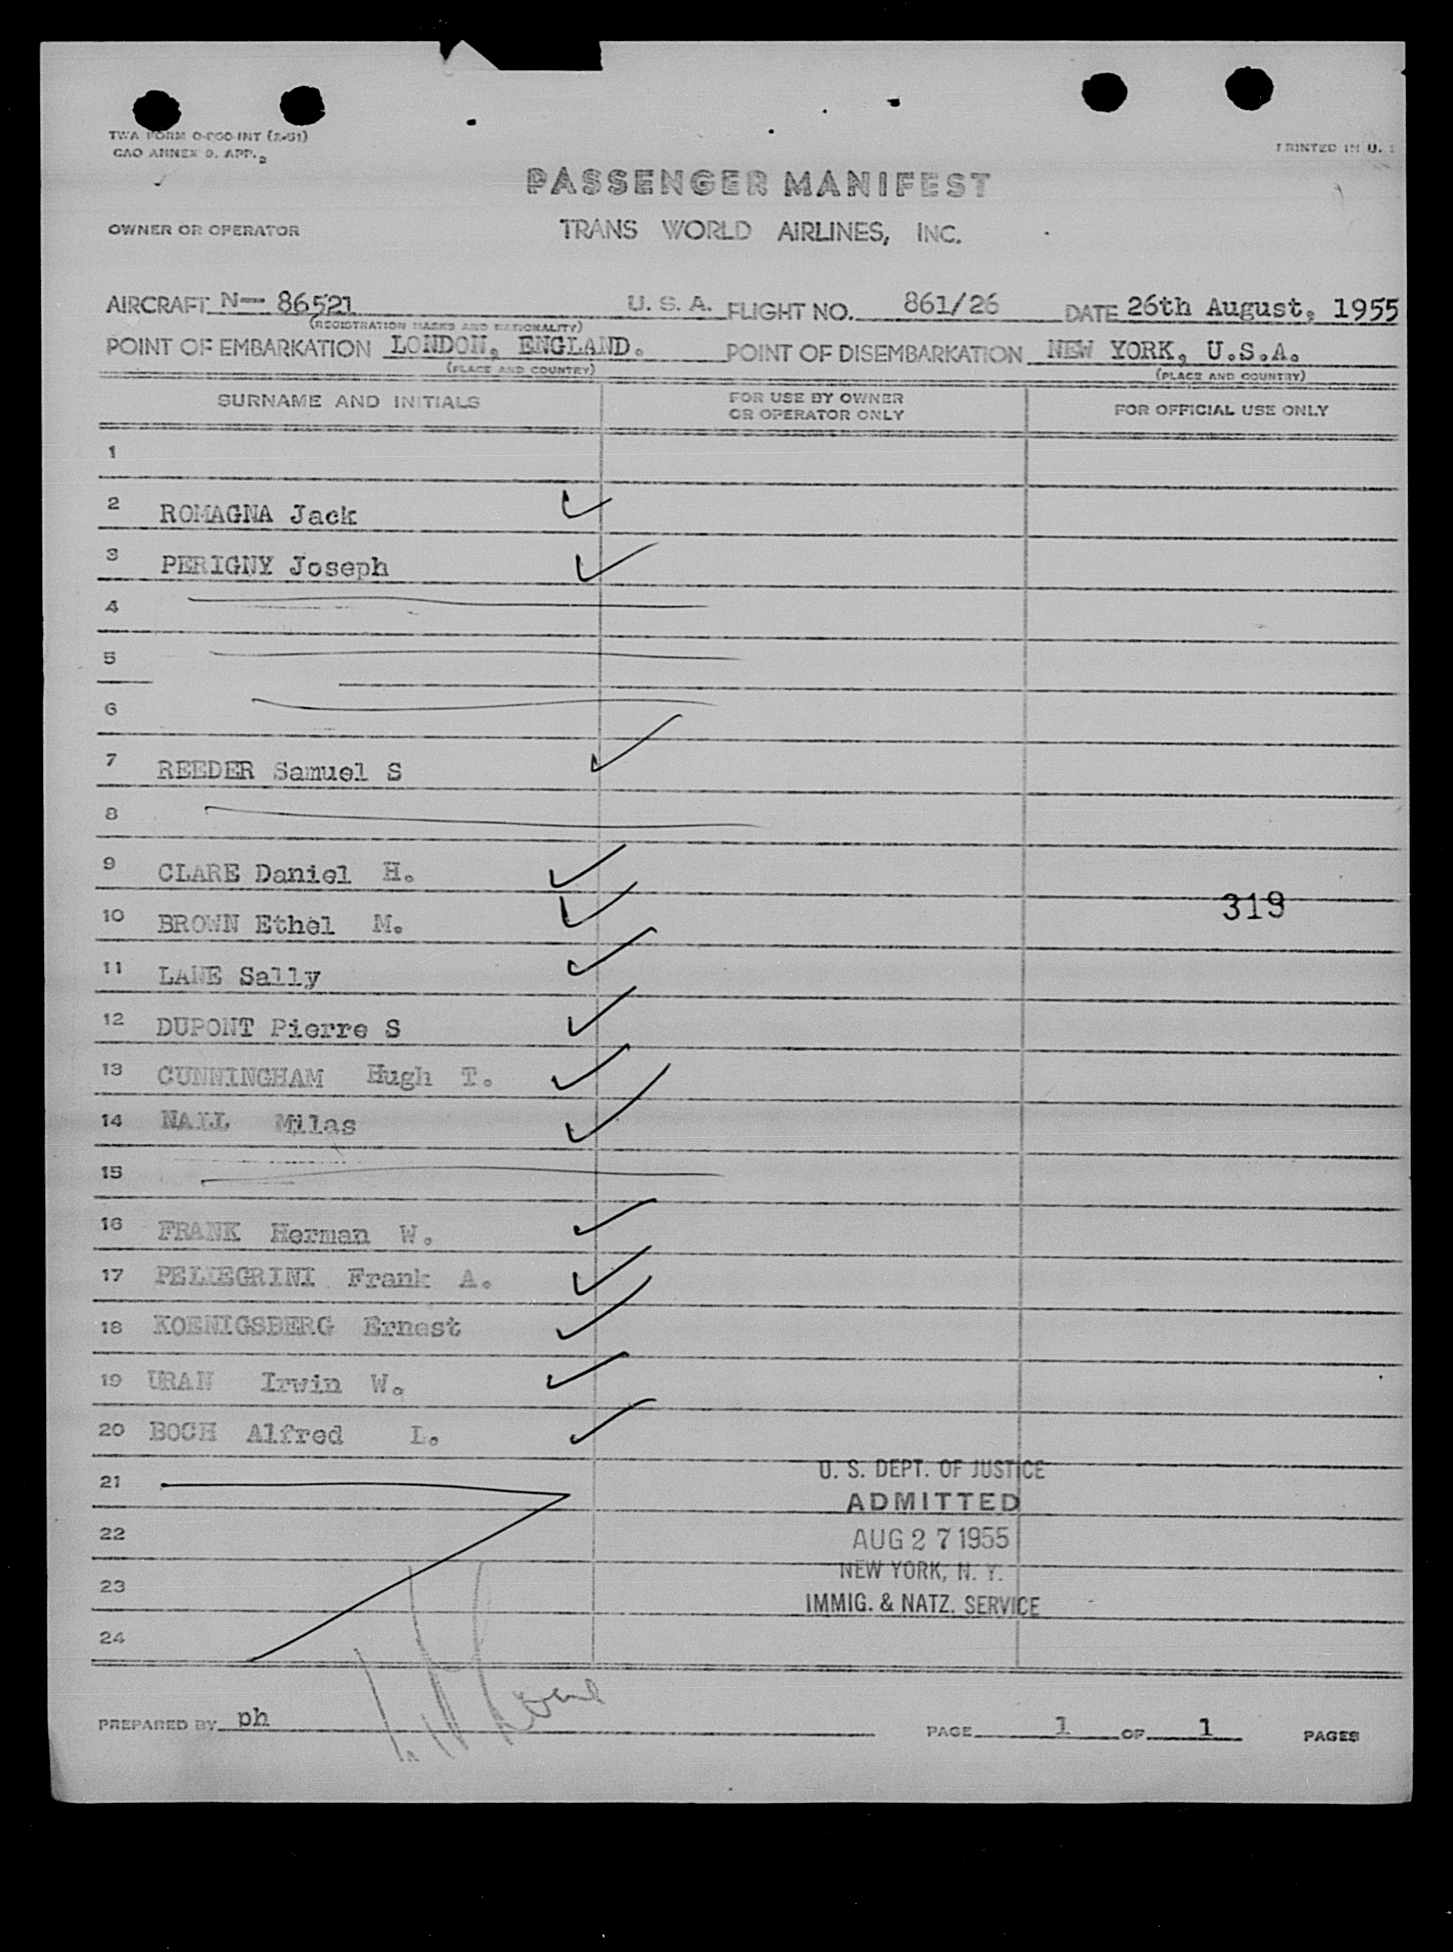 TWA FORM O-200-INT (2-51)
CAO ANNEX 9. APP. 2
PRINTED IN U. S
PASSENGER MANIFEST
OWNER OR OPERATOR TRANS WORLD AIRLINES, INC.
AIRCRAFT N-- 86521 U. S. A. FLIGHT NO. 861/26 DATE 26th August, 1955
(REGISTRATION MARKS AND NATIONALITY)
POINT OF EMBARKATION LONDON, ENGLAND. POINT OF DISEMBARKATION NEW YORK, U.S.A.
(PLACE AND COUNTRY) (PLACE AND COUNTRY)
SURNAME AND INITIALS FOR USE BY OWNER OR OPERATOR ONLY FOR OFFICIAL USE ONLY
1
2 ROMAGNA Jack
3 PERIGNY Joseph
4
5
6
7 REEDER Samuel S
8
9 CLARE Daniel H.
319
10 BROWN Ethel M.
11 LANE Sally
12 DUPONT Pierre S
13 CUNNINGHAM Hugh T.
14 NALL Milas
15
16 FRANK Herman W.
17 PELLEGRINI Frank A.
18 KOENIGSBERG Ernest
19 URAN Irwin W.
20 BOCH Alfred L.
U. S. DEPT. OF JUSTICE
21
ADMITTED
22 AUG 27 1955
NEW YORK, N. Y.
23
IMMIG. & NATZ. SERVICE
24
PREPARED BY ph PAGE 1 OF 1 PAGES